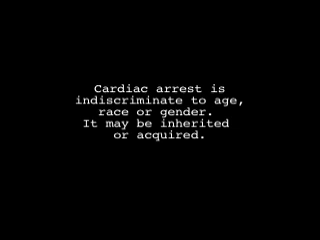 Cardiac arrest is
indiscriminate to age,
race or gender.
It may be inherited
or acquired.